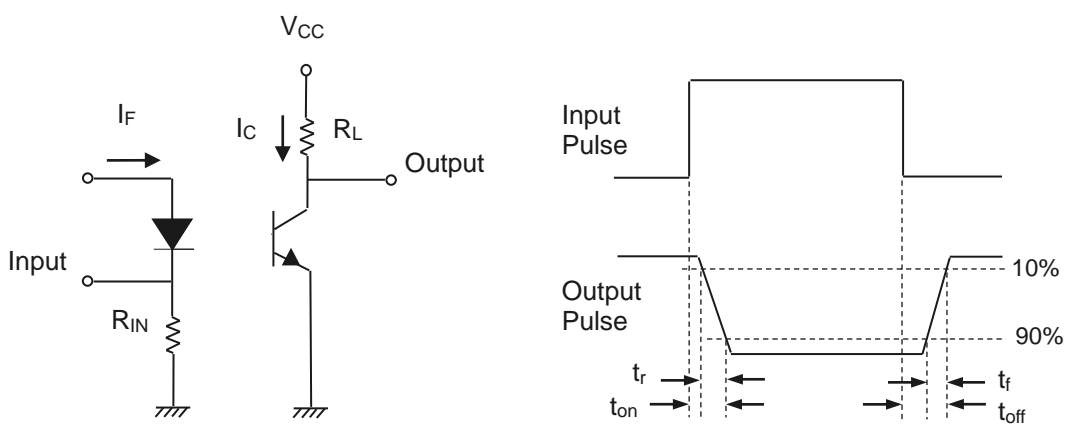 V_CC
I_F
I_C
R_L
Output
Input
R_IN
Input
Pulse
Output
Pulse
10%
90%
t_r
t_f
t_on
t_off